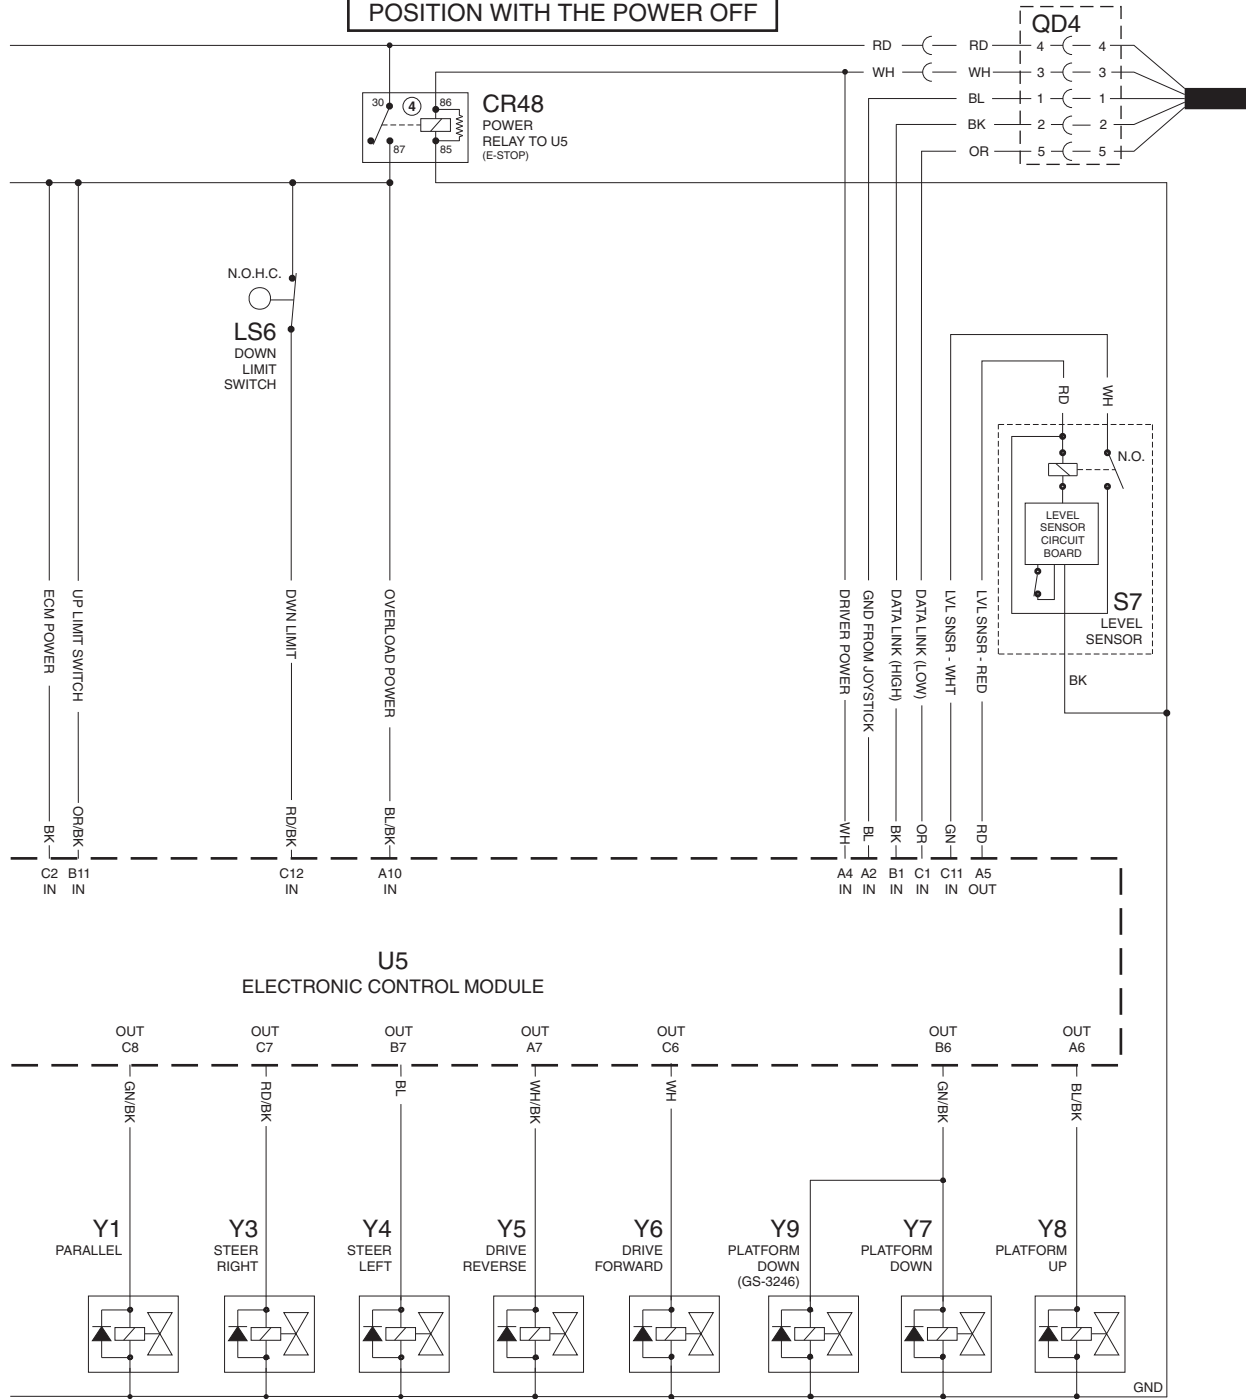 POSITION WITH THE POWER OFF
QD4
RD RD 4 4
WH WH 3 3
BL 1 1
BK 2 2
OR 5 5
30 4 86
87 85
CR48
POWER
RELAY TO U5
(E-STOP)
N.O.H.C.
LS6
DOWN
LIMIT
SWITCH
RD
WH
N.O.
LEVEL
SENSOR
CIRCUIT
BOARD
S7
LEVEL
SENSOR
BK
ECM POWER
UP LIMIT SWITCH
DWN LIMIT
OVERLOAD POWER
DRIVER POWER
GND FROM JOYSTICK
DATA LINK (HIGH)
DATA LINK (LOW)
LVL SNSR - WHT
LVL SNSR - RED
BK
OR/BK
RD/BK
BL/BK
WH
BL
BK
OR
GN
RD
C2 B11 C12 A10 A4 A2 B1 C1 C11 A5
IN IN IN IN IN IN IN IN IN OUT
U5
ELECTRONIC CONTROL MODULE
OUT OUT OUT OUT OUT OUT OUT
C8 C7 B7 A7 C6 B6 A6
GN/BK
RD/BK
BL
WH/BK
WH
GN/BK
BL/BK
Y1
PARALLEL
Y3
STEER
RIGHT
Y4
STEER
LEFT
Y5
DRIVE
REVERSE
Y6
DRIVE
FORWARD
Y9
PLATFORM
DOWN
(GS-3246)
Y7
PLATFORM
DOWN
Y8
PLATFORM
UP
GND